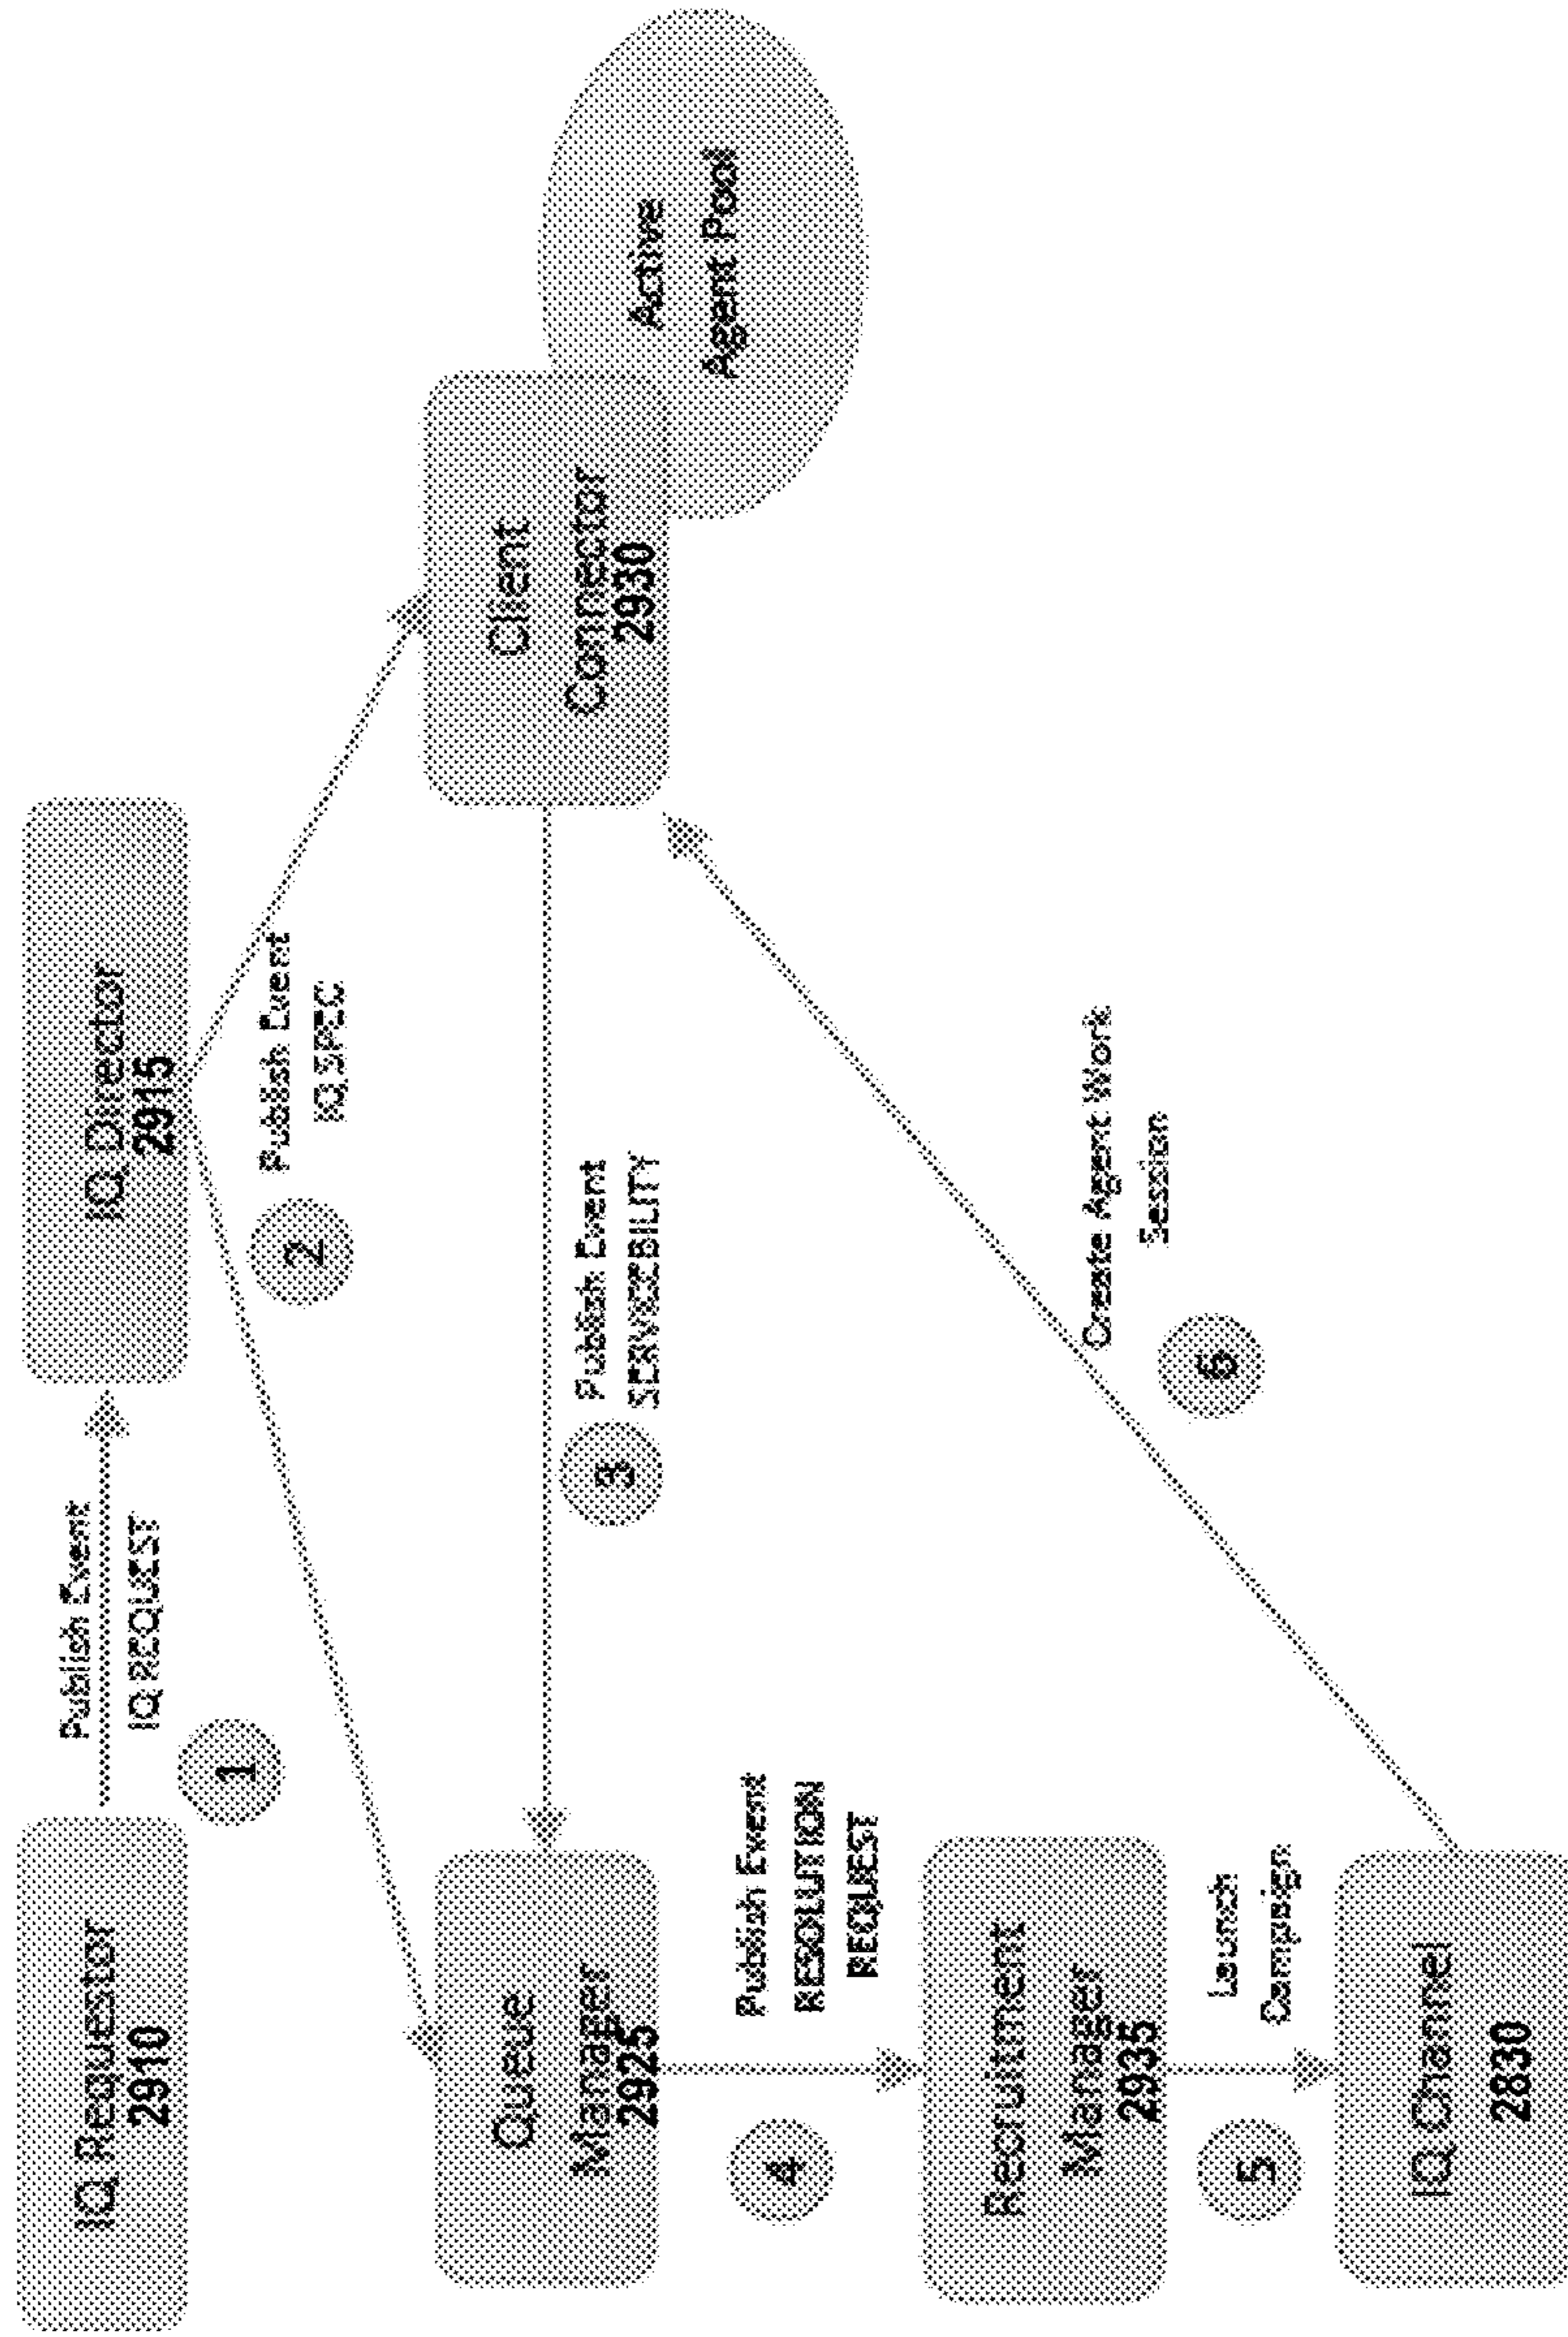 IQ Requestor
2910
Publish Event
IQ REQUEST
1
IQ Director
2915
2
Publish Event
IQ SPEC
Queue
Manager
2925
3
Publish Event
SERVICEBILITY
Client
Connector
2930
Active
Agent Pool
4
Publish Event
RESOLUTION
REQUEST
Recruitment
Manager
2935
5
Launch
Campaign
6
Create Agent Work
Session
IQ Channel
2830